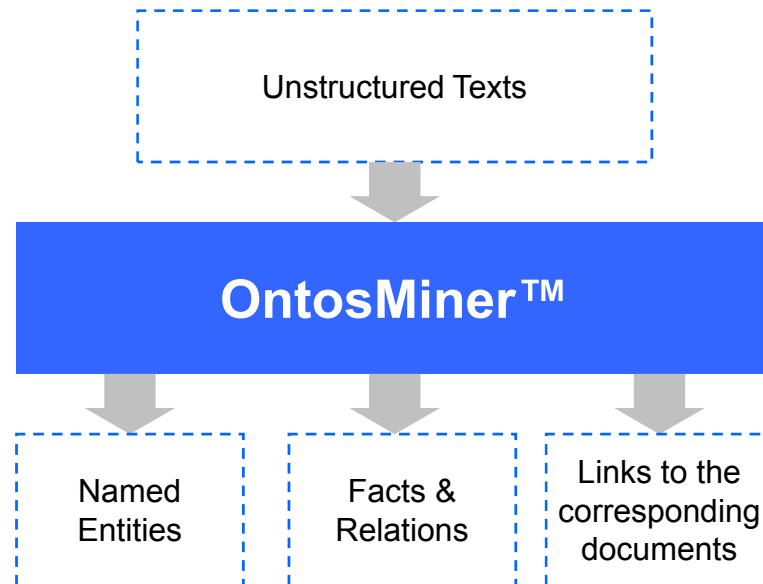 Unstructured Texts
OntosMiner™
Named
Entities
Facts &
Relations
Links to the
corresponding
documents